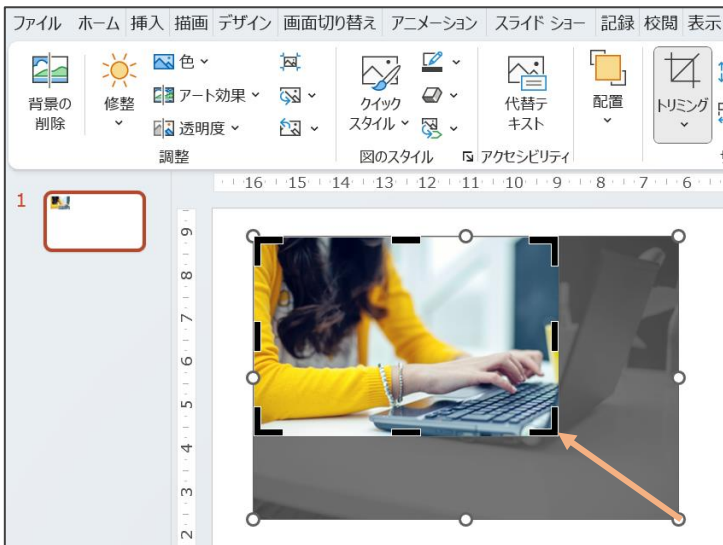 ファイル ホーム 挿入 描画 デザイン 画面切り替え アニメーション スライド ショー 記録 校閲 表示
背景の
削除
修整
色
アート効果
透明度
調整
クイック
スタイル
図のスタイル
代替テ
キスト
アクセシビリティ
配置
トリミング
16 15 14 13 12 11 10 9 8 7 6
1
9
8
7
6
5
4
3
2